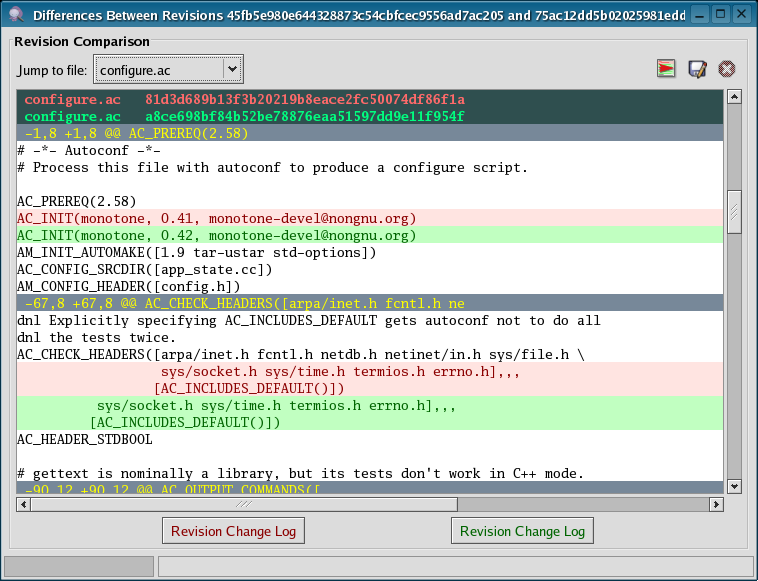 Differences Between Revisions 45fb5e980e644328873c54cbfcec9556ad7ac205 and 75ac12dd5b02025981edd
Revision Comparison
Jump to file: configure.ac
configure.ac 81d3d689b13f3b20219b8eace2fc50074df86f1a
configure.ac a8ce698bf84b52be78876eaa51597dd9e11f954f
-1,8 +1,8 @@ AC_PREREQ(2.58)
# -*- Autoconf -*-
# Process this file with autoconf to produce a configure script.
AC_PREREQ(2.58)
AC_INIT(monotone, 0.41, monotone-devel@nongnu.org)
AC_INIT(monotone, 0.42, monotone-devel@nongnu.org)
AM_INIT_AUTOMAKE([1.9 tar-ustar std-options])
AC_CONFIG_SRCDIR([app_state.cc])
AM_CONFIG_HEADER([config.h])
-67,8 +67,8 @@ AC_CHECK_HEADERS([arpa/inet.h fcntl.h ne
dnl Explicitly specifying AC_INCLUDES_DEFAULT gets autoconf not to do all
dnl the tests twice.
AC_CHECK_HEADERS([arpa/inet.h fcntl.h netdb.h netinet/in.h sys/file.h \
sys/socket.h sys/time.h termios.h errno.h],,,
[AC_INCLUDES_DEFAULT()])
sys/socket.h sys/time.h termios.h errno.h],,,
[AC_INCLUDES_DEFAULT()])
AC_HEADER_STDBOOL
# gettext is nominally a library, but its tests don't work in C++ mode.
-90,12 +90,12 @@ AC_OUTPUT_COMMANDS([
Revision Change Log
Revision Change Log